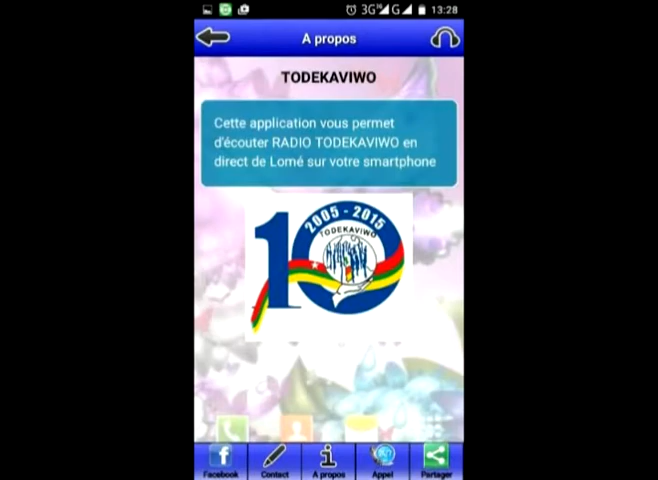 3G G 13:28
A propos
TODEKAVIWO
Cette application vous permet
d'écouter RADIO TODEKAVIWO en
direct de Lomé sur votre smartphone
10
2005 - 2015
TODEKAVIWO
Facebook Contact A propos Appel Partager